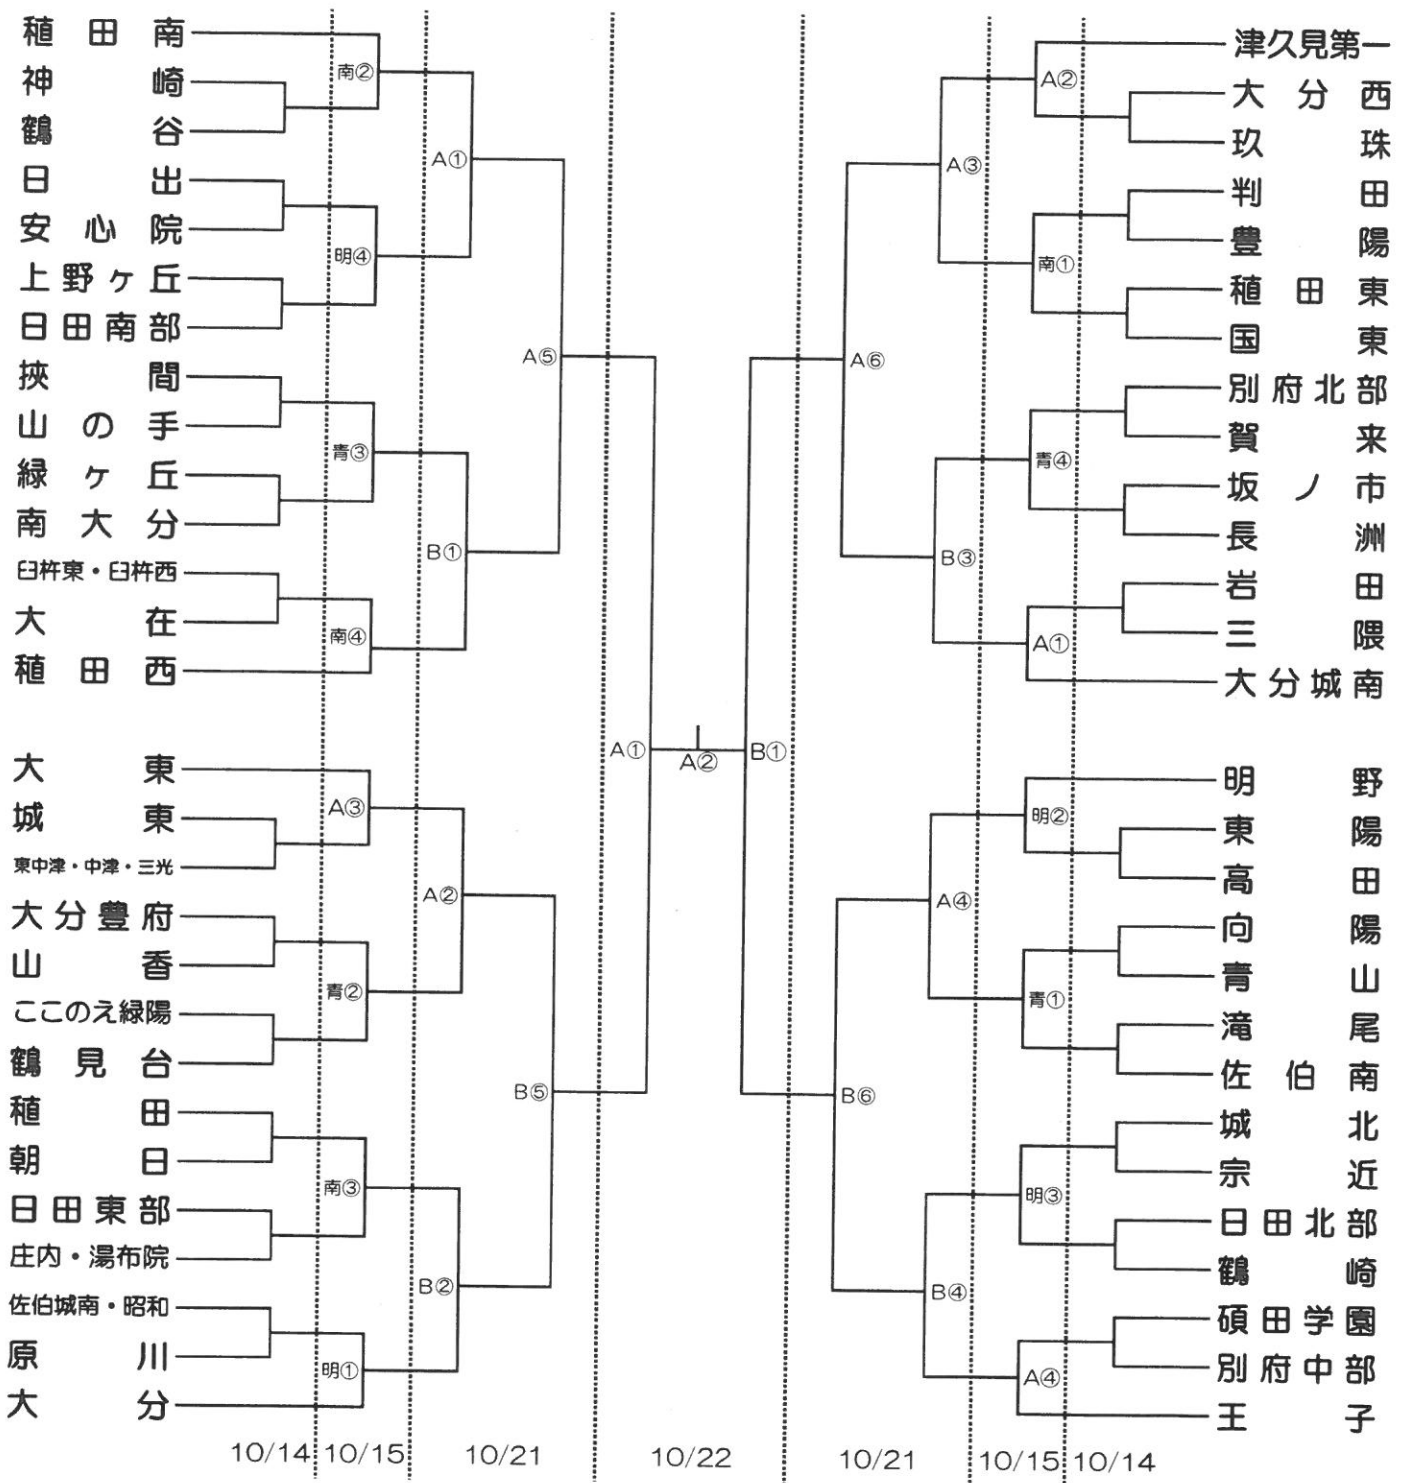 稙田南
神崎
鶴谷
日出
安心院
上野ヶ丘
日田南部
挾間
山の手
緑ヶ丘
南大分
臼杵東・臼杵西
大在
稙田西
大東
城東
東中津・中津・三光
大分豊府
山香
ここのえ緑陽
鶴見台
稙田
朝日
日田東部
庄内・湯布院
佐伯城南・昭和
原川
大分
南②
明④
青③
南④
A③
青②
南③
明①
A①
B①
A②
B②
A⑤
B⑤
A①
A②
B①
A⑥
B⑥
A③
B③
A④
B④
A②
南①
青④
A①
明②
青①
明③
A④
津久見第一
大分西
玖珠
判田
豊陽
稙田東
国東
別府北部
賀来
坂ノ市
長洲
岩田
三隈
大分城南
明野
東陽
高田
向陽
青山
滝尾
佐伯南
城北
宗近
日田北部
鶴崎
碩田学園
別府中部
王子
10/14 10/15 10/21 10/22 10/21 10/15 10/14